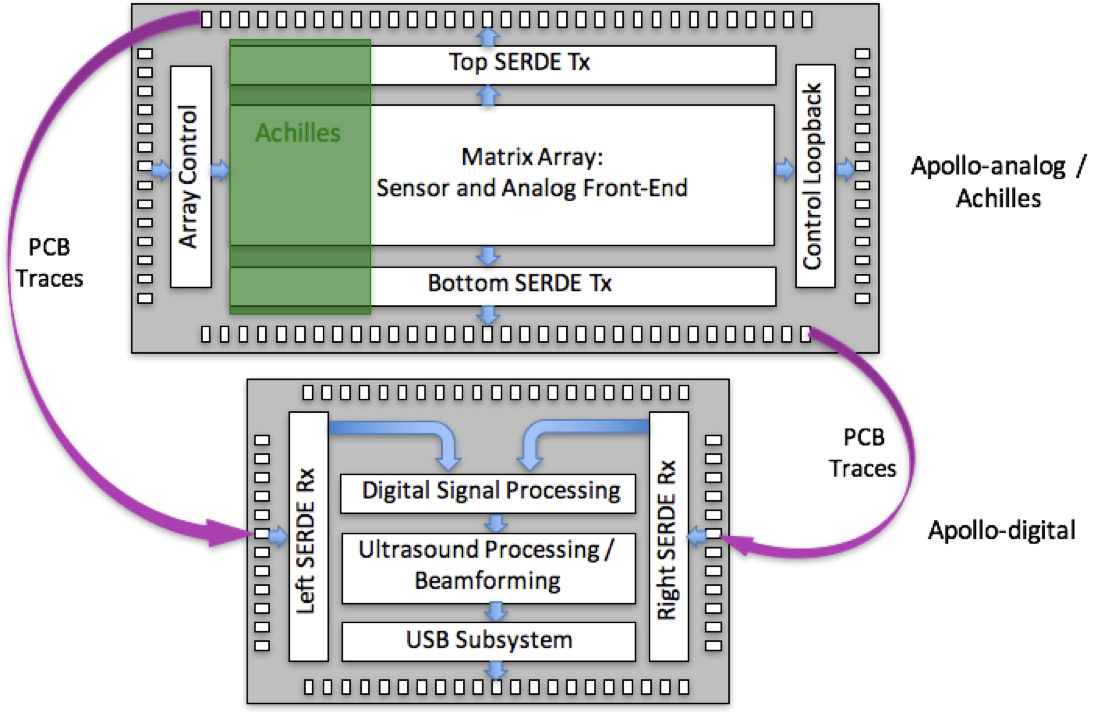 Top SERDE Tx
Achilles
Array Control
Matrix Array:
Sensor and Analog Front-End
Control Loopback
Apollo-analog /
Achilles
PCB
Traces
Bottom SERDE Tx
PCB
Traces
Left SERDE Rx
Digital Signal Processing
Ultrasound Processing /
Beamforming
USB Subsystem
Right SERDE Rx
Apollo-digital